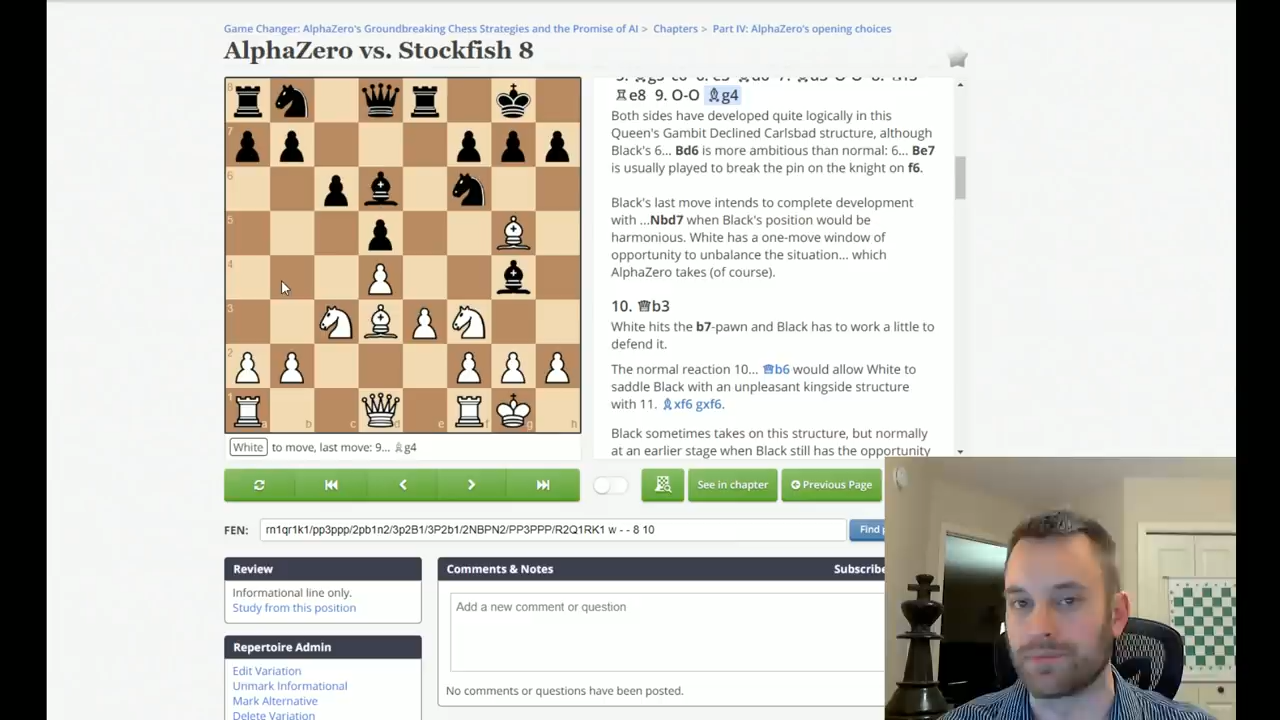 Game Changer: AlphaZero's Groundbreaking Chess Strategies and the Promise of AI > Chapters > Part IV: AlphaZero's opening choices
AlphaZero vs. Stockfish 8
♖e8 9. O-O ♗g4
Both sides have developed quite logically in this
Queen's Gambit Declined Carlsbad structure, although
Black's 6... Bd6 is more ambitious than normal: 6... Be7
is usually played to break the pin on the knight on f6.
Black's last move intends to complete development
with ...Nbd7 when Black's position would be
harmonious. White has a one-move window of
opportunity to unbalance the situation... which
AlphaZero takes (of course).
10. ♕b3
White hits the b7-pawn and Black has to work a little to
defend it.
The normal reaction 10... ♕b6 would allow White to
saddle Black with an unpleasant kingside structure
with 11. ♗xf6 gxf6.
Black sometimes takes on this structure, but normally
at an earlier stage when Black still has the opportunity
8
7
6
5
4
3
2
1 a b c d e f g h
White to move, last move: 9... ♗g4
See in chapter
Previous Page
FEN: rn1qr1k1/pp3ppp/2pb1n2/3p2B1/3P2b1/2NBPN2/PP3PPP/R2Q1RK1 w - - 8 10
Find
Review
Informational line only.
Study from this position
Repertoire Admin
Edit Variation
Unmark Informational
Mark Alternative
Delete Variation
Comments & Notes
Subscribe
Add a new comment or question
No comments or questions have been posted.